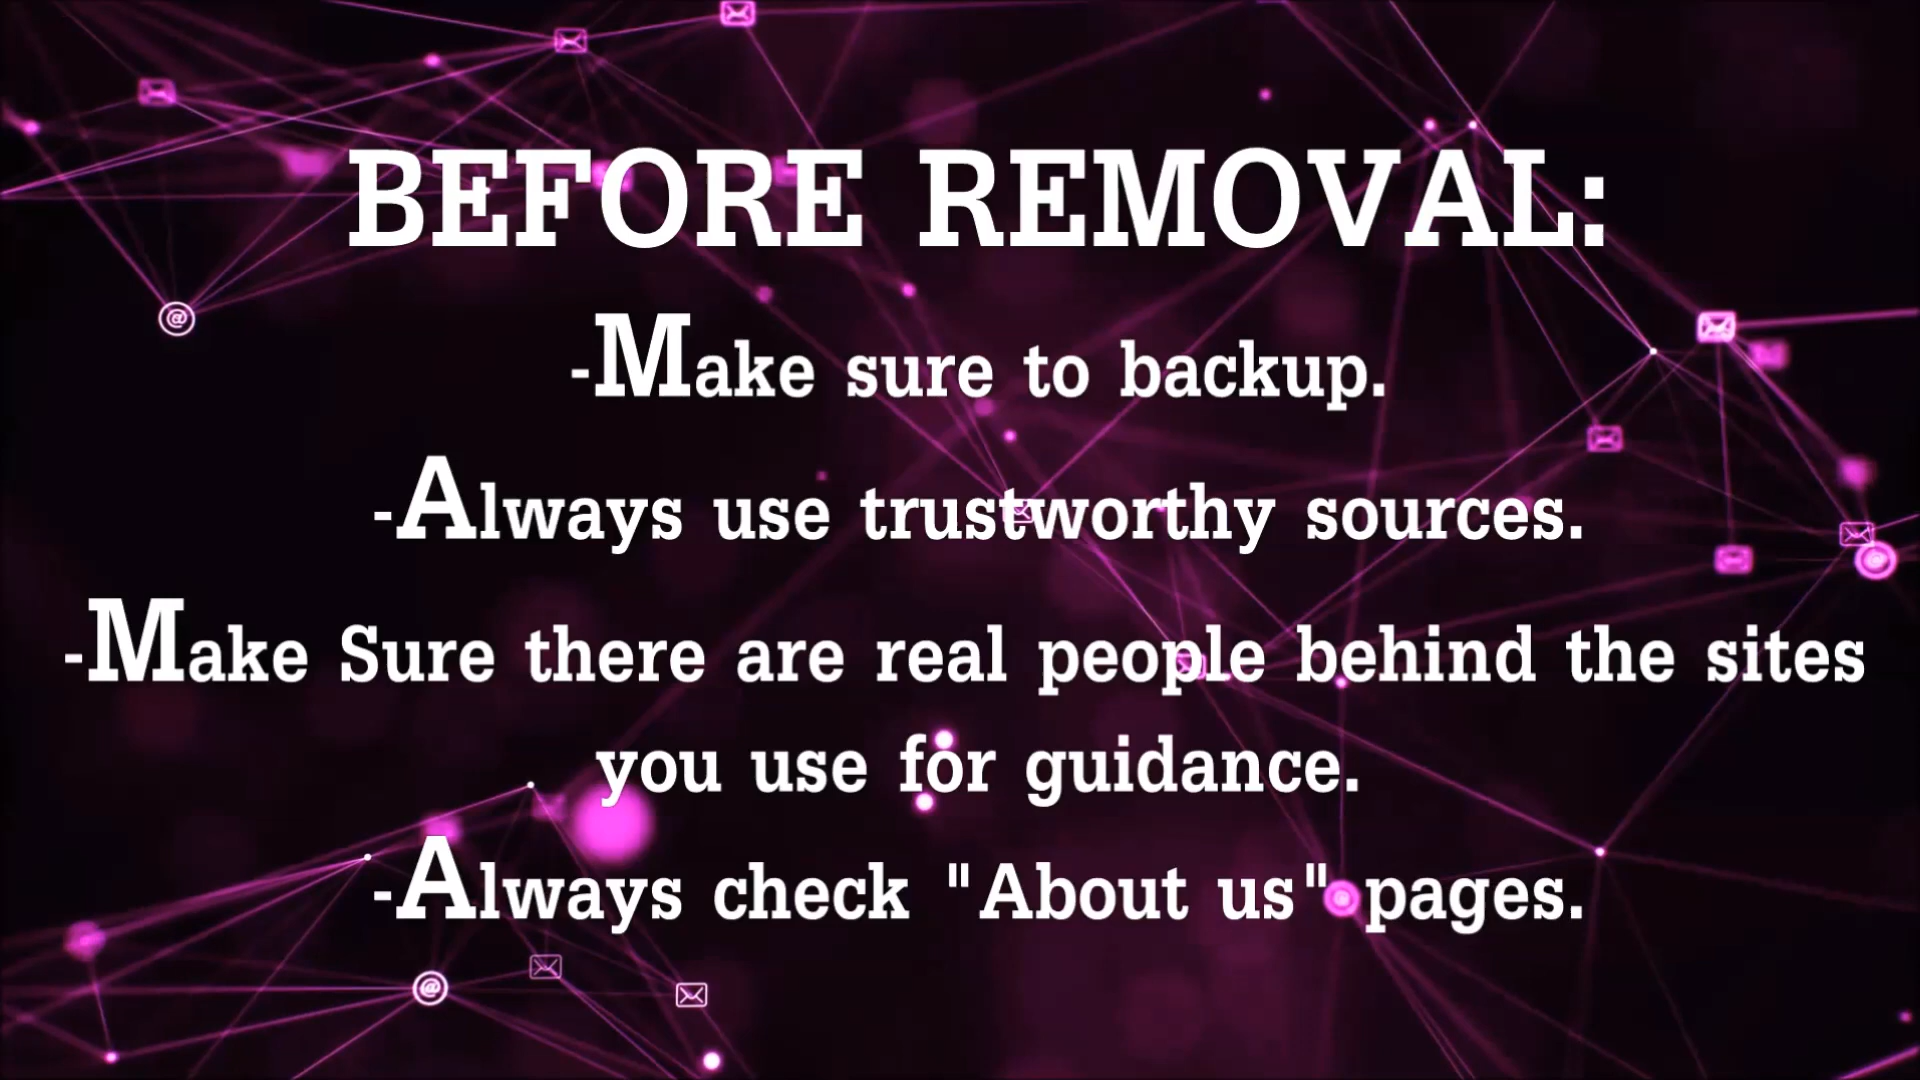 BEFORE REMOVAL:
-Make sure to backup.
-Always use trustworthy sources.
-Make Sure there are real people behind the sites
you use for guidance.
-Always check "About us" pages.